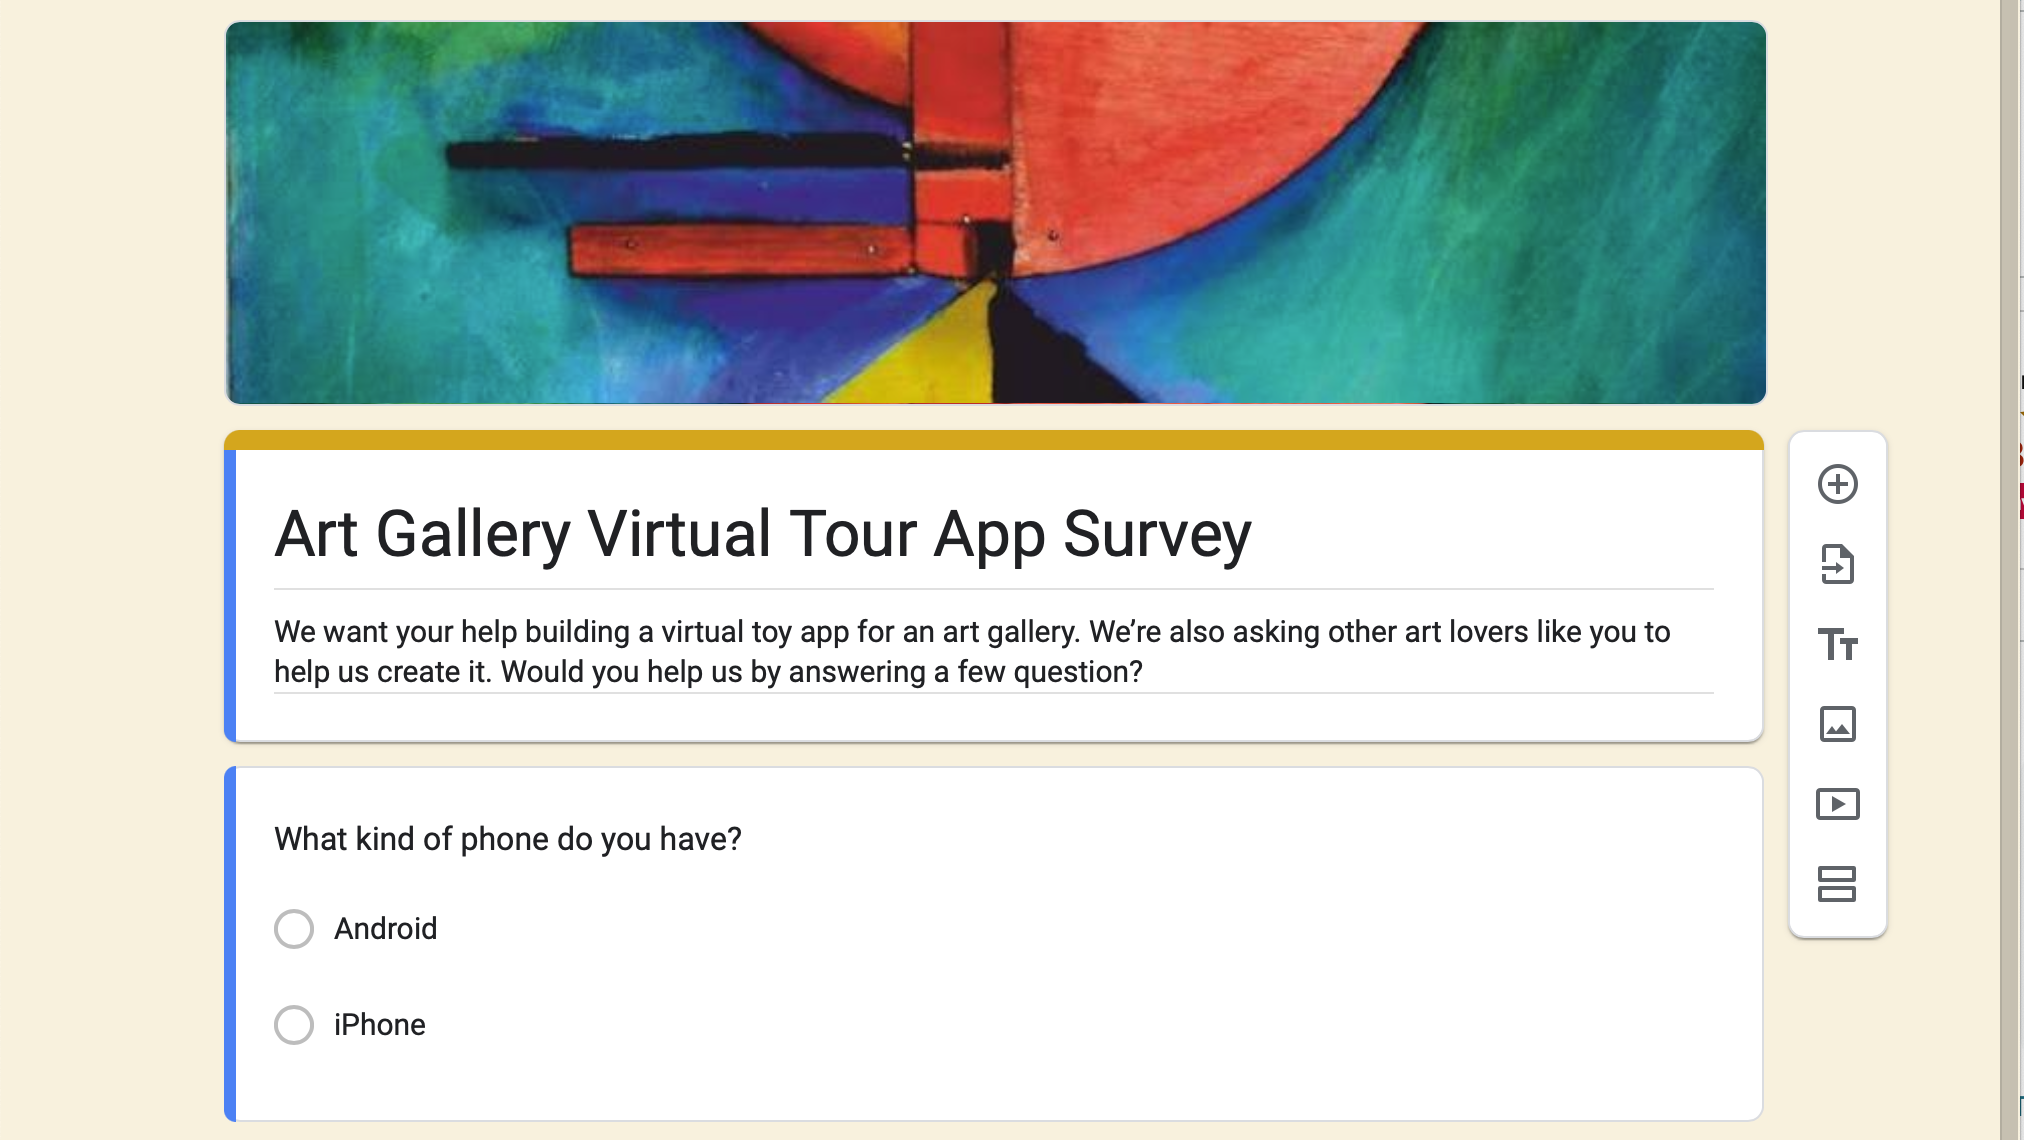 Art Gallery Virtual Tour App Survey
We want your help building a virtual toy app for an art gallery. We’re also asking other art lovers like you to
help us create it. Would you help us by answering a few question?
What kind of phone do you have?
Android
iPhone